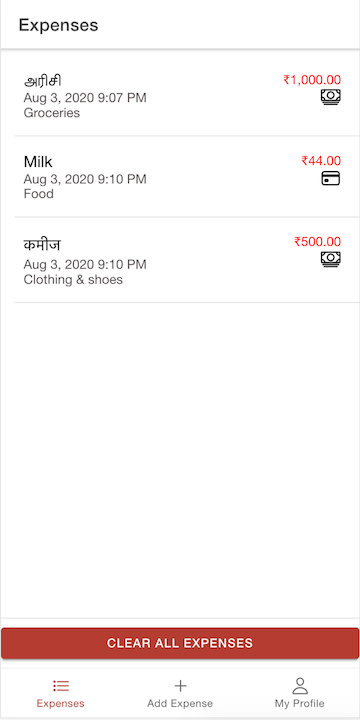 Expenses
அரிசி
₹1,000.00
Aug 3, 2020 9:07 PM
Groceries
Milk
₹44.00
Aug 3, 2020 9:10 PM
Food
कमीज
₹500.00
Aug 3, 2020 9:10 PM
Clothing & shoes
CLEAR ALL EXPENSES
Expenses
Add Expense
My Profile